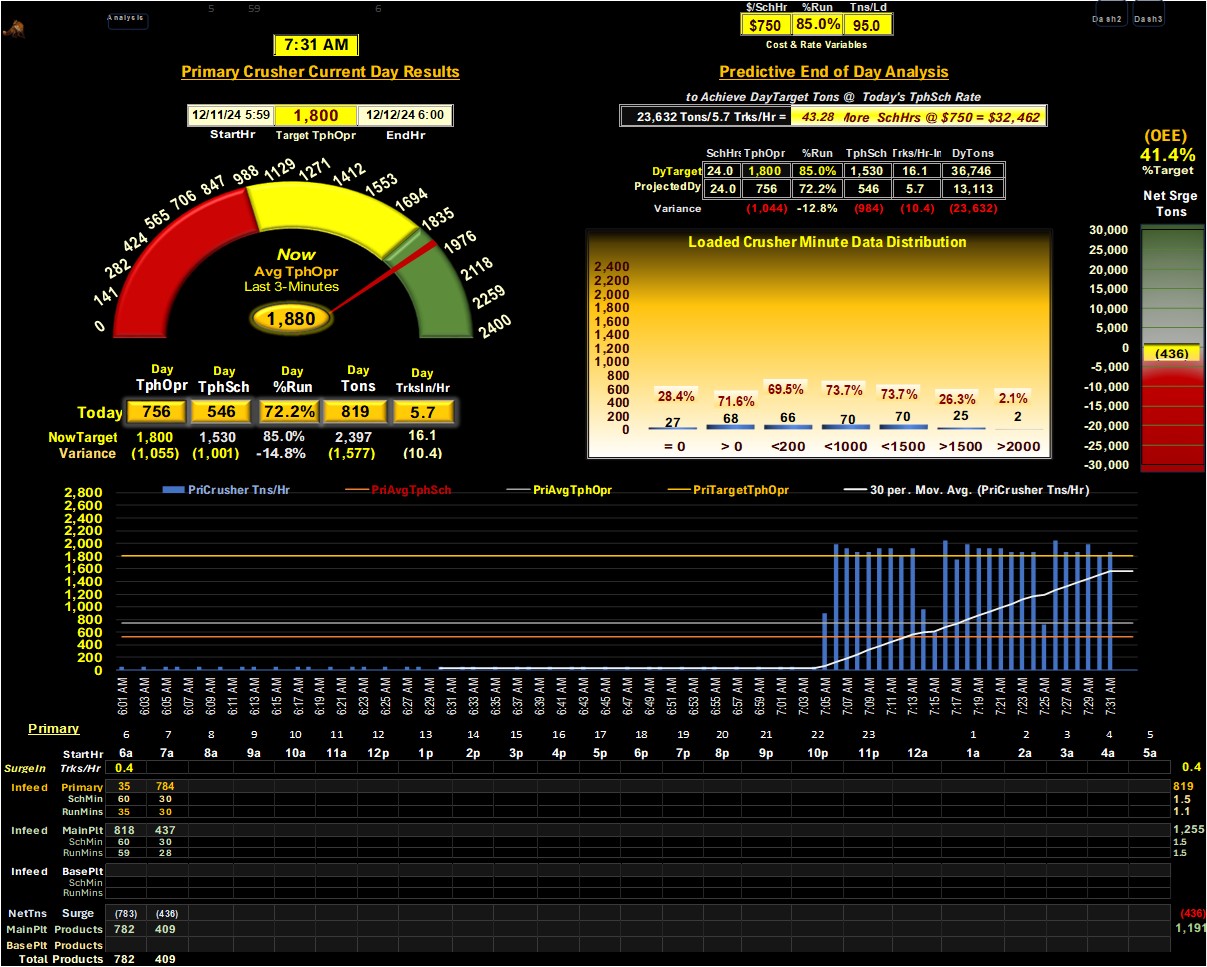 5 59 6
Analysis
$/SchHr %Run Tns/Ld
$750 85.0% 95.0
Cost & Rate Variables
Dash2 Dash3
7:31 AM
Primary Crusher Current Day Results
12/11/24 5:59 1,800 12/12/24 6:00
StartHr Target TphOpr EndHr
0 141 282 424 565 706 847 988 1129 1271 1412 1553 1694 1835 1976 2118 2259 2400
Now
Avg TphOpr
Last 3-Minutes
1,880
Day Day Day Day Day
TphOpr TphSch %Run Tons TrksIn/Hr
Today 756 546 72.2% 819 5.7
NowTarget 1,800 1,530 85.0% 2,397 16.1
Variance (1,055) (1,001) -14.8% (1,577) (10.4)
Predictive End of Day Analysis
to Achieve DayTarget Tons @ Today's TphSch Rate
23,632 Tons/5.7 Trks/Hr = 43.28 More SchHrs @ $750 = $32,462
SchHrs TphOpr %Run TphSch Trks/Hr-In DyTons
DyTarget 24.0 1,800 85.0% 1,530 16.1 36,746
ProjectedDy 24.0 756 72.2% 546 5.7 13,113
Variance (1,044) -12.8% (984) (10.4) (23,632)
(OEE)
41.4%
%Target
Net Srge
Tons
30,000
25,000
20,000
15,000
10,000
5,000
0
(436)
-5,000
-10,000
-15,000
-20,000
-25,000
-30,000
Loaded Crusher Minute Data Distribution
2,400
2,200
2,000
1,800
1,600
1,400
1,200
1,000
800
600
400
200
0
28.4% 71.6% 69.5% 73.7% 73.7% 26.3% 2.1%
27 68 66 70 70 25 2
= 0 > 0 <200 <1000 <1500 >1500 >2000
PriCrusher Tns/Hr PriAvgTphSch PriAvgTphOpr PriTargetTphOpr 30 per. Mov. Avg. (PriCrusher Tns/Hr)
2,800
2,600
2,400
2,200
2,000
1,800
1,600
1,400
1,200
1,000
800
600
400
200
0
6:01 AM 6:03 AM 6:05 AM 6:07 AM 6:09 AM 6:11 AM 6:13 AM 6:15 AM 6:17 AM 6:19 AM 6:21 AM 6:23 AM 6:25 AM 6:27 AM 6:29 AM 6:31 AM 6:33 AM 6:35 AM 6:37 AM 6:39 AM 6:41 AM 6:43 AM 6:45 AM 6:47 AM 6:49 AM 6:51 AM 6:53 AM 6:55 AM 6:57 AM 6:59 AM 7:01 AM 7:03 AM 7:05 AM 7:07 AM 7:09 AM 7:11 AM 7:13 AM 7:15 AM 7:17 AM 7:19 AM 7:21 AM 7:23 AM 7:25 AM 7:27 AM 7:29 AM 7:31 AM
Primary
6 7 8 9 10 11 12 13 14 15 16 17 18 19 20 21 22 23 1 2 3 4 5
StartHr 6a 7a 8a 9a 10a 11a 12p 1p 2p 3p 4p 5p 6p 7p 8p 9p 10p 11p 12a 1a 2a 3a 4a 5a
SurgeIn Trks/Hr 0.4 0.4
Infeed Primary 35 784 819
SchMin 60 30 1.5
RunMins 35 30 1.1
Infeed MainPlt 818 437 1,255
SchMin 60 30 1.5
RunMins 59 28 1.5
Infeed BasePlt
SchMin
RunMins
NetTns Surge (783) (436) (436)
MainPlt Products 782 409 1,191
BasePlt Products
Total Products 782 409